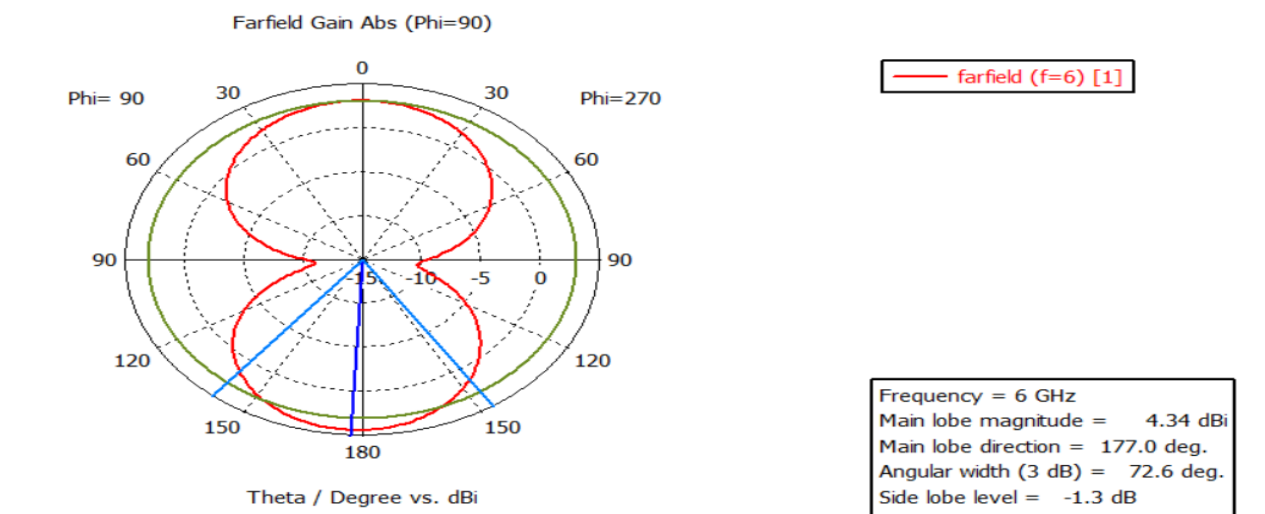 Farfield Gain Abs (Phi=90)
farfield (f=6) [1]
0
Phi= 90
30
30
Phi=270
60
60
90
90
-15
-10
-5
0
120
120
150
150
180
Theta / Degree vs. dBi
Frequency = 6 GHz
Main lobe magnitude = 4.34 dBi
Main lobe direction = 177.0 deg.
Angular width (3 dB) = 72.6 deg.
Side lobe level = -1.3 dB